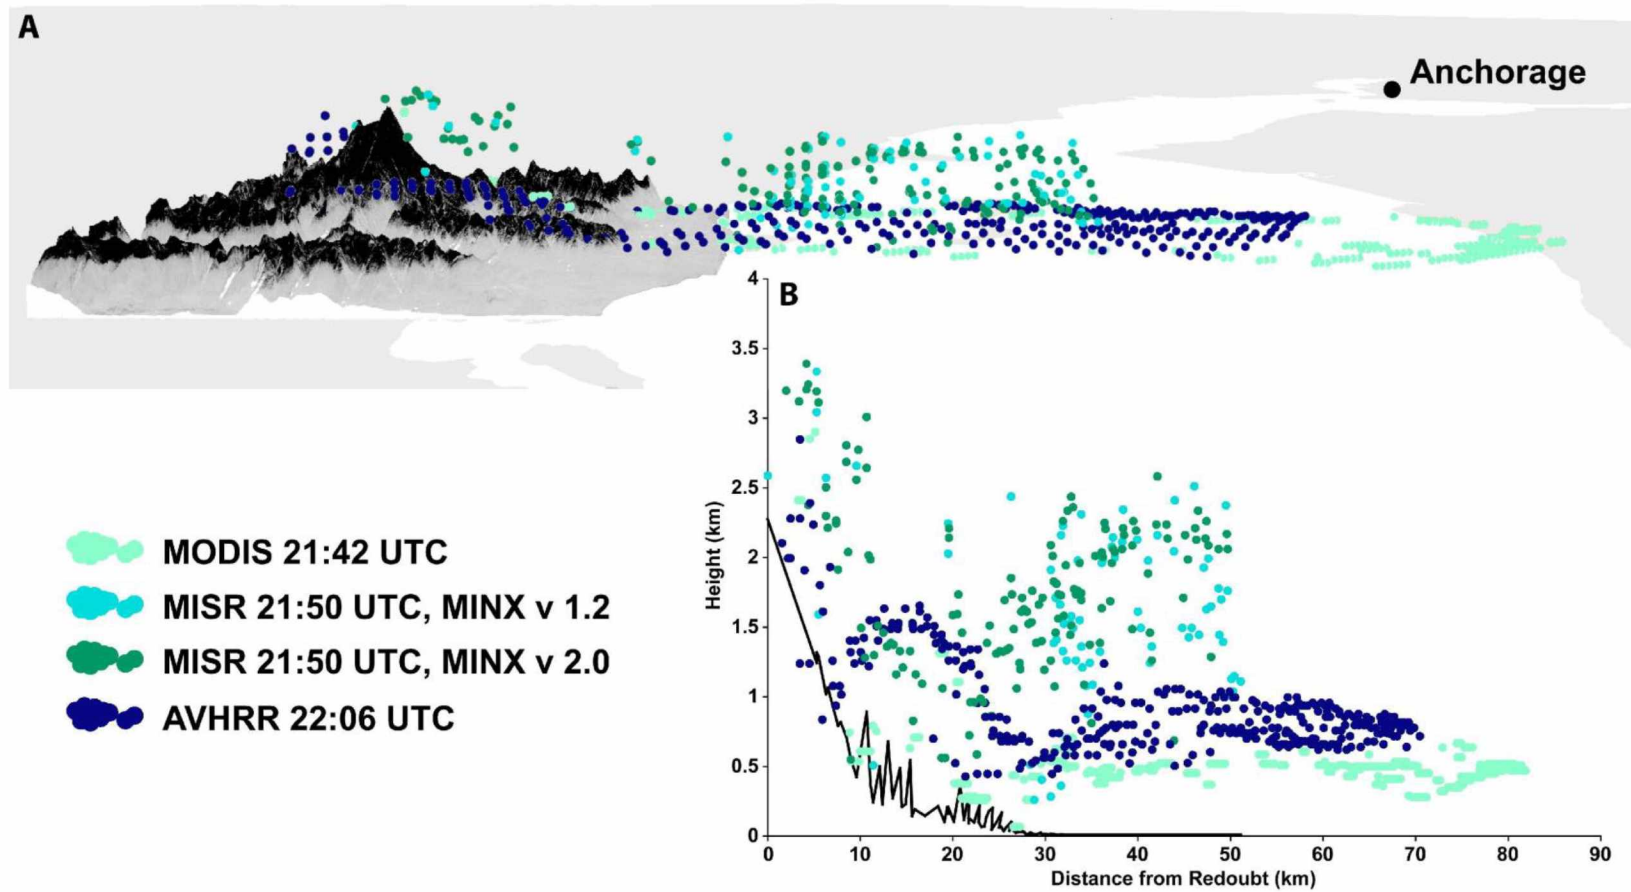 A
Anchorage
B
4
3.5
3
2.5
2
1.5
1
0.5
0
Height (km)
0 10 20 30 40 50 60 70 80 90
Distance from Redoubt (km)
MODIS 21:42 UTC
MISR 21:50 UTC, MINX v 1.2
MISR 21:50 UTC, MINX v 2.0
AVHRR 22:06 UTC